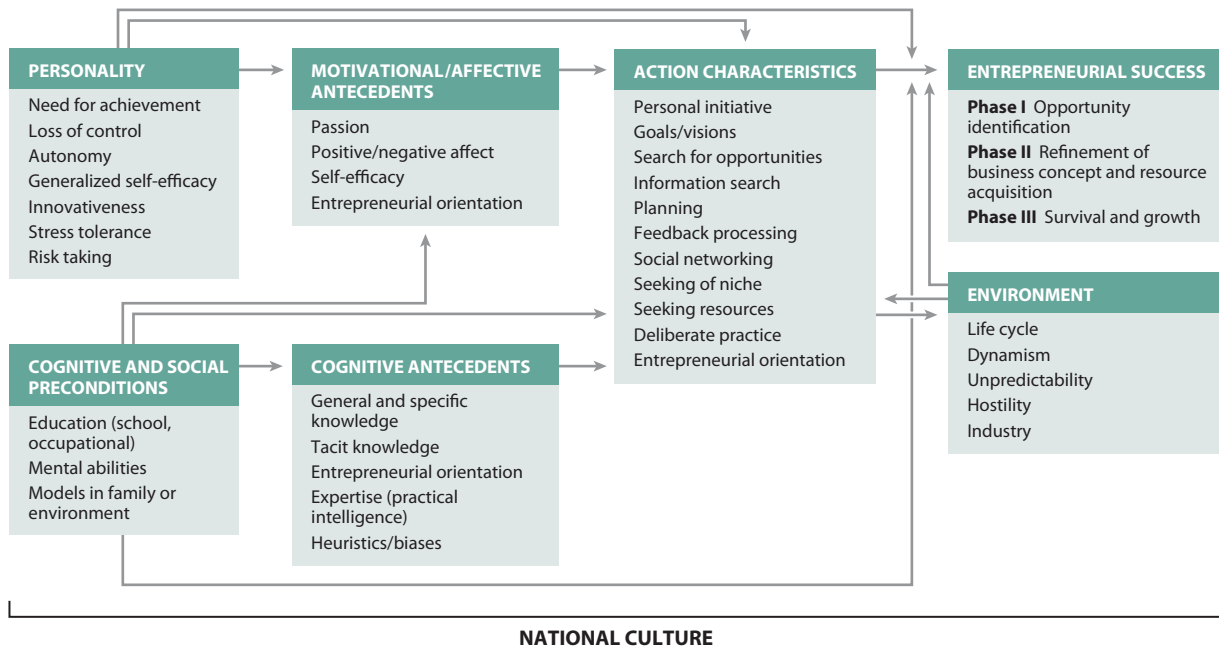 PERSONALITY
Need for achievement
Loss of control
Autonomy
Generalized self-efficacy
Innovativeness
Stress tolerance
Risk taking
MOTIVATIONAL/AFFECTIVE
ANTECEDENTS
Passion
Positive/negative affect
Self-efficacy
Entrepreneurial orientation
ACTION CHARACTERISTICS
Personal initiative
Goals/visions
Search for opportunities
Information search
Planning
Feedback processing
Social networking
Seeking of niche
Seeking resources
Deliberate practice
Entrepreneurial orientation
ENTREPRENEURIAL SUCCESS
Phase I Opportunity
identification
Phase II Refinement of
business concept and resource
acquisition
Phase III Survival and growth
ENVIRONMENT
Life cycle
Dynamism
Unpredictability
Hostility
Industry
COGNITIVE AND SOCIAL
PRECONDITIONS
Education (school,
occupational)
Mental abilities
Models in family or
environment
COGNITIVE ANTECEDENTS
General and specific
knowledge
Tacit knowledge
Entrepreneurial orientation
Expertise (practical
intelligence)
Heuristics/biases
NATIONAL CULTURE